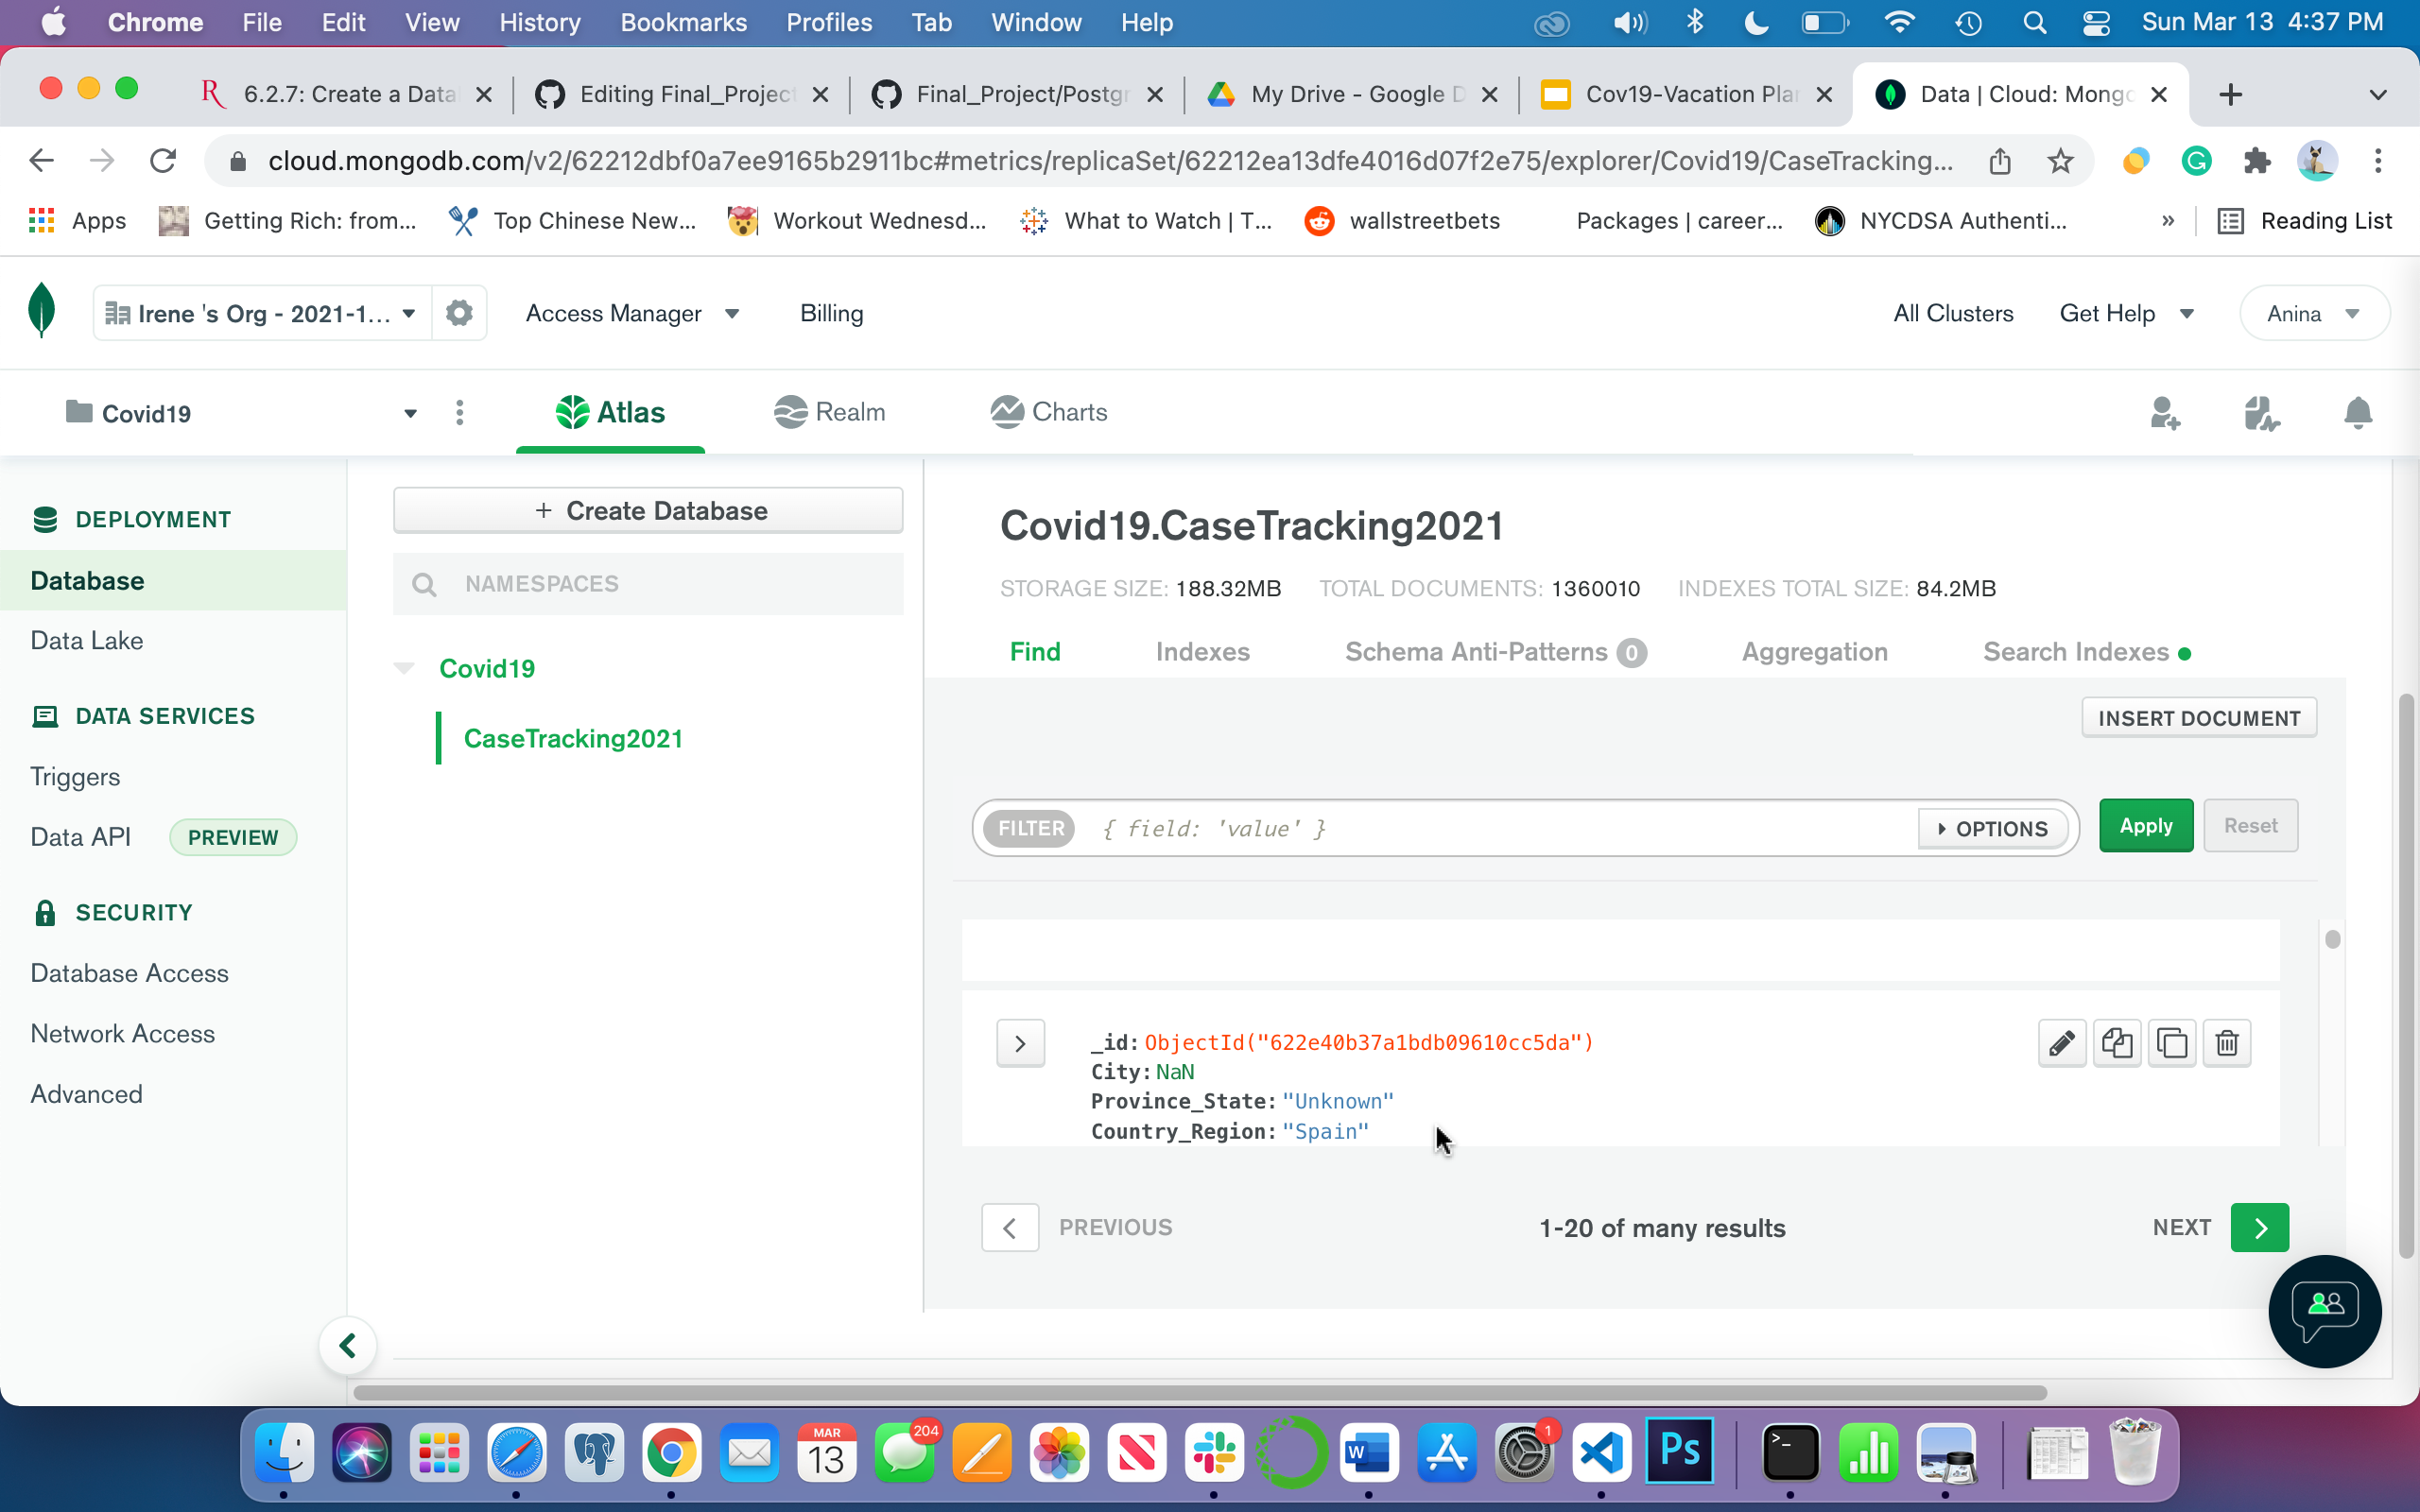 Chrome File Edit View History Bookmarks Profiles Tab Window Help Sun Mar 13 4:37 PM
R 6.2.7: Create a Data Editing Final_Project Final_Project/Postgr My Drive - Google D Cov19-Vacation Plan Data | Cloud: Mongo
cloud.mongodb.com/v2/62212dbf0a7ee9165b2911bc#metrics/replicaSet/62212ea13dfe4016d07f2e75/explorer/Covid19/CaseTracking...
Apps Getting Rich: from... Top Chinese New... Workout Wednesd... What to Watch | T... wallstreetbets Packages | career... NYCDSA Authenti... » Reading List
Irene 's Org - 2021-1... Access Manager Billing All Clusters Get Help Anina
Covid19 Atlas Realm Charts
DEPLOYMENT
Database
Data Lake
DATA SERVICES
Triggers
Data API PREVIEW
SECURITY
Database Access
Network Access
Advanced
+ Create Database
NAMESPACES
Covid19
CaseTracking2021
Covid19.CaseTracking2021
STORAGE SIZE: 188.32MB TOTAL DOCUMENTS: 1360010 INDEXES TOTAL SIZE: 84.2MB
Find Indexes Schema Anti-Patterns 0 Aggregation Search Indexes
INSERT DOCUMENT
FILTER { field: 'value' } OPTIONS Apply Reset
_id: ObjectId("622e40b37a1bdb09610cc5da")
City: NaN
Province_State: "Unknown"
Country_Region: "Spain"
PREVIOUS 1-20 of many results NEXT
MAR 204 1
13 W Ps >_